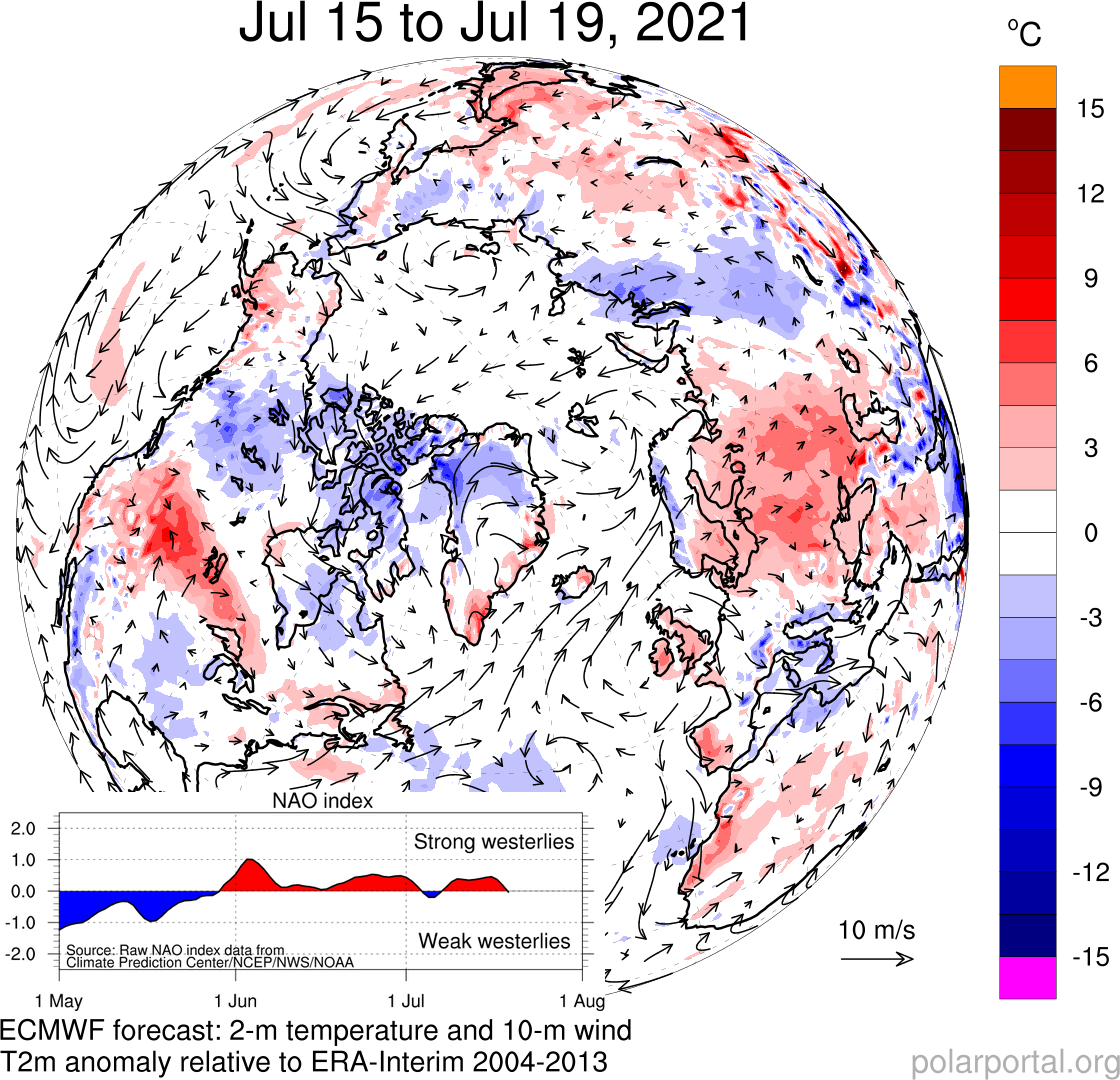 Jul 15 to Jul 19, 2021
°C
15
12
9
6
3
0
-3
-6
-9
-12
-15
NAO index
2.0
1.0
0.0
-1.0
-2.0
Strong westerlies
Weak westerlies
Source: Raw NAO index data from
Climate Prediction Center/NCEP/NWS/NOAA
1 May
1 Jun
1 Jul
1 Aug
10 m/s
ECMWF forecast: 2-m temperature and 10-m wind
T2m anomaly relative to ERA-Interim 2004-2013
polarportal.org